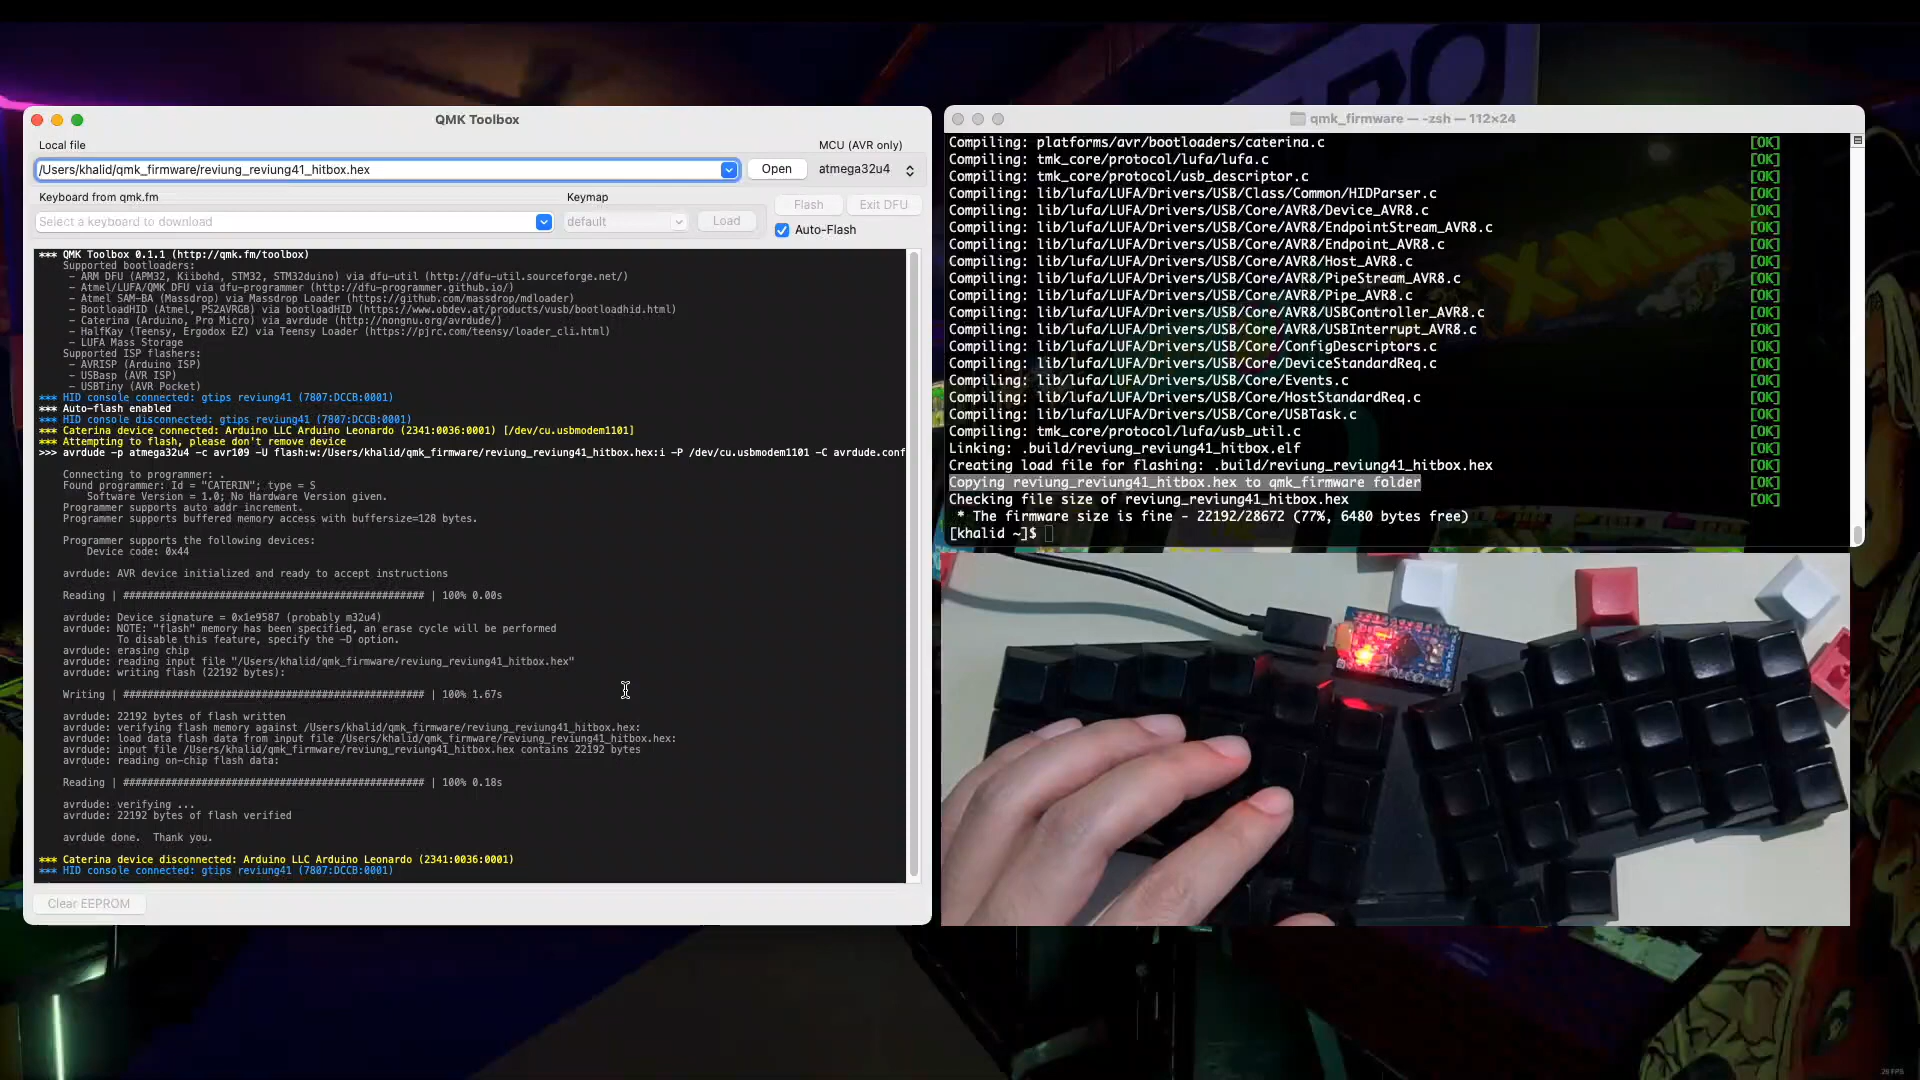 QMK Toolbox
Local file
MCU (AVR only)
/Users/khalid/qmk_firmware/reviung_reviung41_hitbox.hex
Open
atmega32u4
Keyboard from qmk.fm
Keymap
Select a keyboard to download
default
Load
Flash
Exit DFU
Auto-Flash
*** QMK Toolbox 0.1.1 (http://qmk.fm/toolbox)
Supported bootloaders:
– ARM DFU (APM32, Kiibohd, STM32, STM32duino) via dfu-util (http://dfu-util.sourceforge.net/)
– Atmel/LUFA/QMK DFU via dfu-programmer (http://dfu-programmer.github.io/)
– Atmel SAM-BA (Massdrop) via Massdrop Loader (https://github.com/massdrop/mdloader)
– BootloadHID (Atmel, PS2AVRGB) via bootloadHID (https://www.obdev.at/products/vusb/bootloadhid.html)
– Caterina (Arduino, Pro Micro) via avrdude (http://nongnu.org/avrdude/)
– HalfKay (Teensy, Ergodox EZ) via Teensy Loader (https://pjrc.com/teensy/loader_cli.html)
– LUFA Mass Storage
Supported ISP flashers:
– AVRISP (Arduino ISP)
– USBasp (AVR ISP)
– USBTiny (AVR Pocket)
*** HID console connected: gtips reviung41 (7807:DCCB:0001)
*** Auto-flash enabled
*** HID console disconnected: gtips reviung41 (7807:DCCB:0001)
*** Caterina device connected: Arduino LLC Arduino Leonardo (2341:0036:0001) [/dev/cu.usbmodem1101]
*** Attempting to flash, please don't remove device
>>> avrdude -p atmega32u4 -c avr109 -U flash:w:/Users/khalid/qmk_firmware/reviung_reviung41_hitbox.hex:i -P /dev/cu.usbmodem1101 -C avrdude.conf
Connecting to programmer: .
Found programmer: Id = "CATERIN"; type = S
Software Version = 1.0; No Hardware Version given.
Programmer supports auto addr increment.
Programmer supports buffered memory access with buffersize=128 bytes.
Programmer supports the following devices:
Device code: 0x44
avrdude: AVR device initialized and ready to accept instructions
Reading | ################################################## | 100% 0.00s
avrdude: Device signature = 0x1e9587 (probably m32u4)
avrdude: NOTE: "flash" memory has been specified, an erase cycle will be performed
To disable this feature, specify the –D option.
avrdude: erasing chip
avrdude: reading input file "/Users/khalid/qmk_firmware/reviung_reviung41_hitbox.hex"
avrdude: writing flash (22192 bytes):
Writing | ################################################## | 100% 1.67s
avrdude: 22192 bytes of flash written
avrdude: verifying flash memory against /Users/khalid/qmk_firmware/reviung_reviung41_hitbox.hex:
avrdude: load data flash data from input file /Users/khalid/qmk_firmware/reviung_reviung41_hitbox.hex:
avrdude: input file /Users/khalid/qmk_firmware/reviung_reviung41_hitbox.hex contains 22192 bytes
avrdude: reading on-chip flash data:
Reading | ################################################## | 100% 0.18s
avrdude: verifying ...
avrdude: 22192 bytes of flash verified
avrdude done.  Thank you.
*** Caterina device disconnected: Arduino LLC Arduino Leonardo (2341:0036:0001)
*** HID console connected: gtips reviung41 (7807:DCCB:0001)
Clear EEPROM
qmk_firmware — -zsh — 112×24
Compiling: platforms/avr/bootloaders/caterina.c [OK]
Compiling: tmk_core/protocol/lufa/lufa.c [OK]
Compiling: tmk_core/protocol/usb_descriptor.c [OK]
Compiling: lib/lufa/LUFA/Drivers/USB/Class/Common/HIDParser.c [OK]
Compiling: lib/lufa/LUFA/Drivers/USB/Core/AVR8/Device_AVR8.c [OK]
Compiling: lib/lufa/LUFA/Drivers/USB/Core/AVR8/EndpointStream_AVR8.c [OK]
Compiling: lib/lufa/LUFA/Drivers/USB/Core/AVR8/Endpoint_AVR8.c [OK]
Compiling: lib/lufa/LUFA/Drivers/USB/Core/AVR8/Host_AVR8.c [OK]
Compiling: lib/lufa/LUFA/Drivers/USB/Core/AVR8/PipeStream_AVR8.c [OK]
Compiling: lib/lufa/LUFA/Drivers/USB/Core/AVR8/Pipe_AVR8.c [OK]
Compiling: lib/lufa/LUFA/Drivers/USB/Core/AVR8/USBController_AVR8.c [OK]
Compiling: lib/lufa/LUFA/Drivers/USB/Core/AVR8/USBInterrupt_AVR8.c [OK]
Compiling: lib/lufa/LUFA/Drivers/USB/Core/ConfigDescriptors.c [OK]
Compiling: lib/lufa/LUFA/Drivers/USB/Core/DeviceStandardReq.c [OK]
Compiling: lib/lufa/LUFA/Drivers/USB/Core/Events.c [OK]
Compiling: lib/lufa/LUFA/Drivers/USB/Core/HostStandardReq.c [OK]
Compiling: lib/lufa/LUFA/Drivers/USB/Core/USBTask.c [OK]
Compiling: tmk_core/protocol/lufa/usb_util.c [OK]
Linking: .build/reviung_reviung41_hitbox.elf [OK]
Creating load file for flashing: .build/reviung_reviung41_hitbox.hex [OK]
Copying reviung_reviung41_hitbox.hex to qmk_firmware folder [OK]
Checking file size of reviung_reviung41_hitbox.hex [OK]
* The firmware size is fine - 22192/28672 (77%, 6480 bytes free)
[khalid ~]$